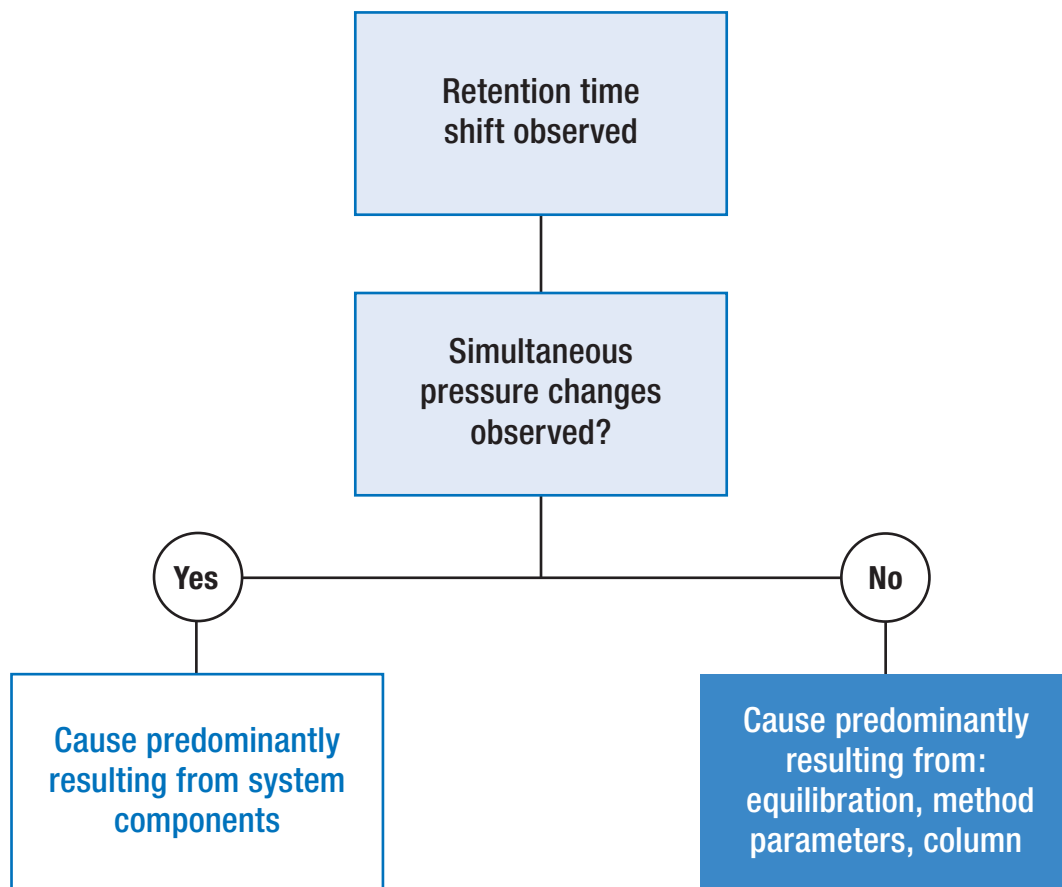 Retention time
shift observed
Simultaneous
pressure changes
observed?
Yes
No
Cause predominantly
resulting from system
components
Cause predominantly
resulting from:
equilibration, method
parameters, column